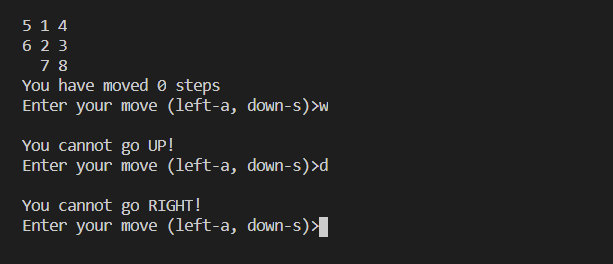 5 1 4
6 2 3
  7 8
You have moved 0 steps
Enter your move (left-a, down-s)>w
You cannot go UP!
Enter your move (left-a, down-s)>d
You cannot go RIGHT!
Enter your move (left-a, down-s)>